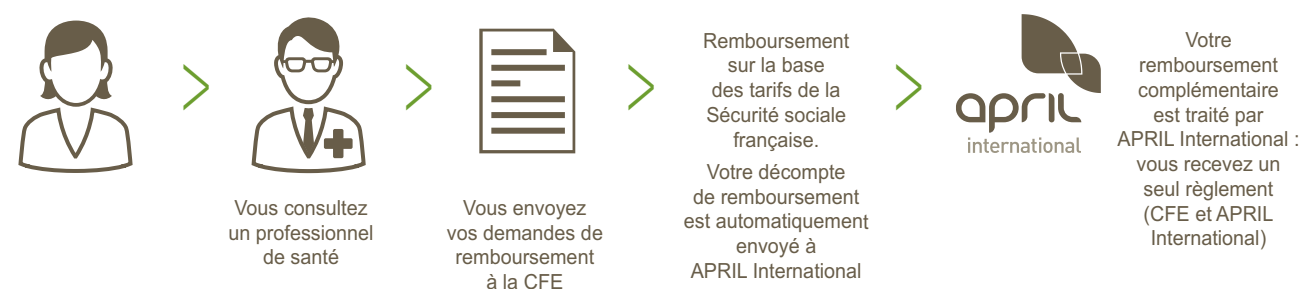 Vous consultez
un professionnel
de santé
Vous envoyez
vos demandes de
remboursement
à la CFE
Remboursement
sur la base
des tarifs de la
Sécurité sociale
française.
Votre décompte
de remboursement
est automatiquement
envoyé à
APRIL International
april
international
Votre
remboursement
complémentaire
est traité par
APRIL International :
vous recevez un
seul règlement
(CFE et APRIL
International)